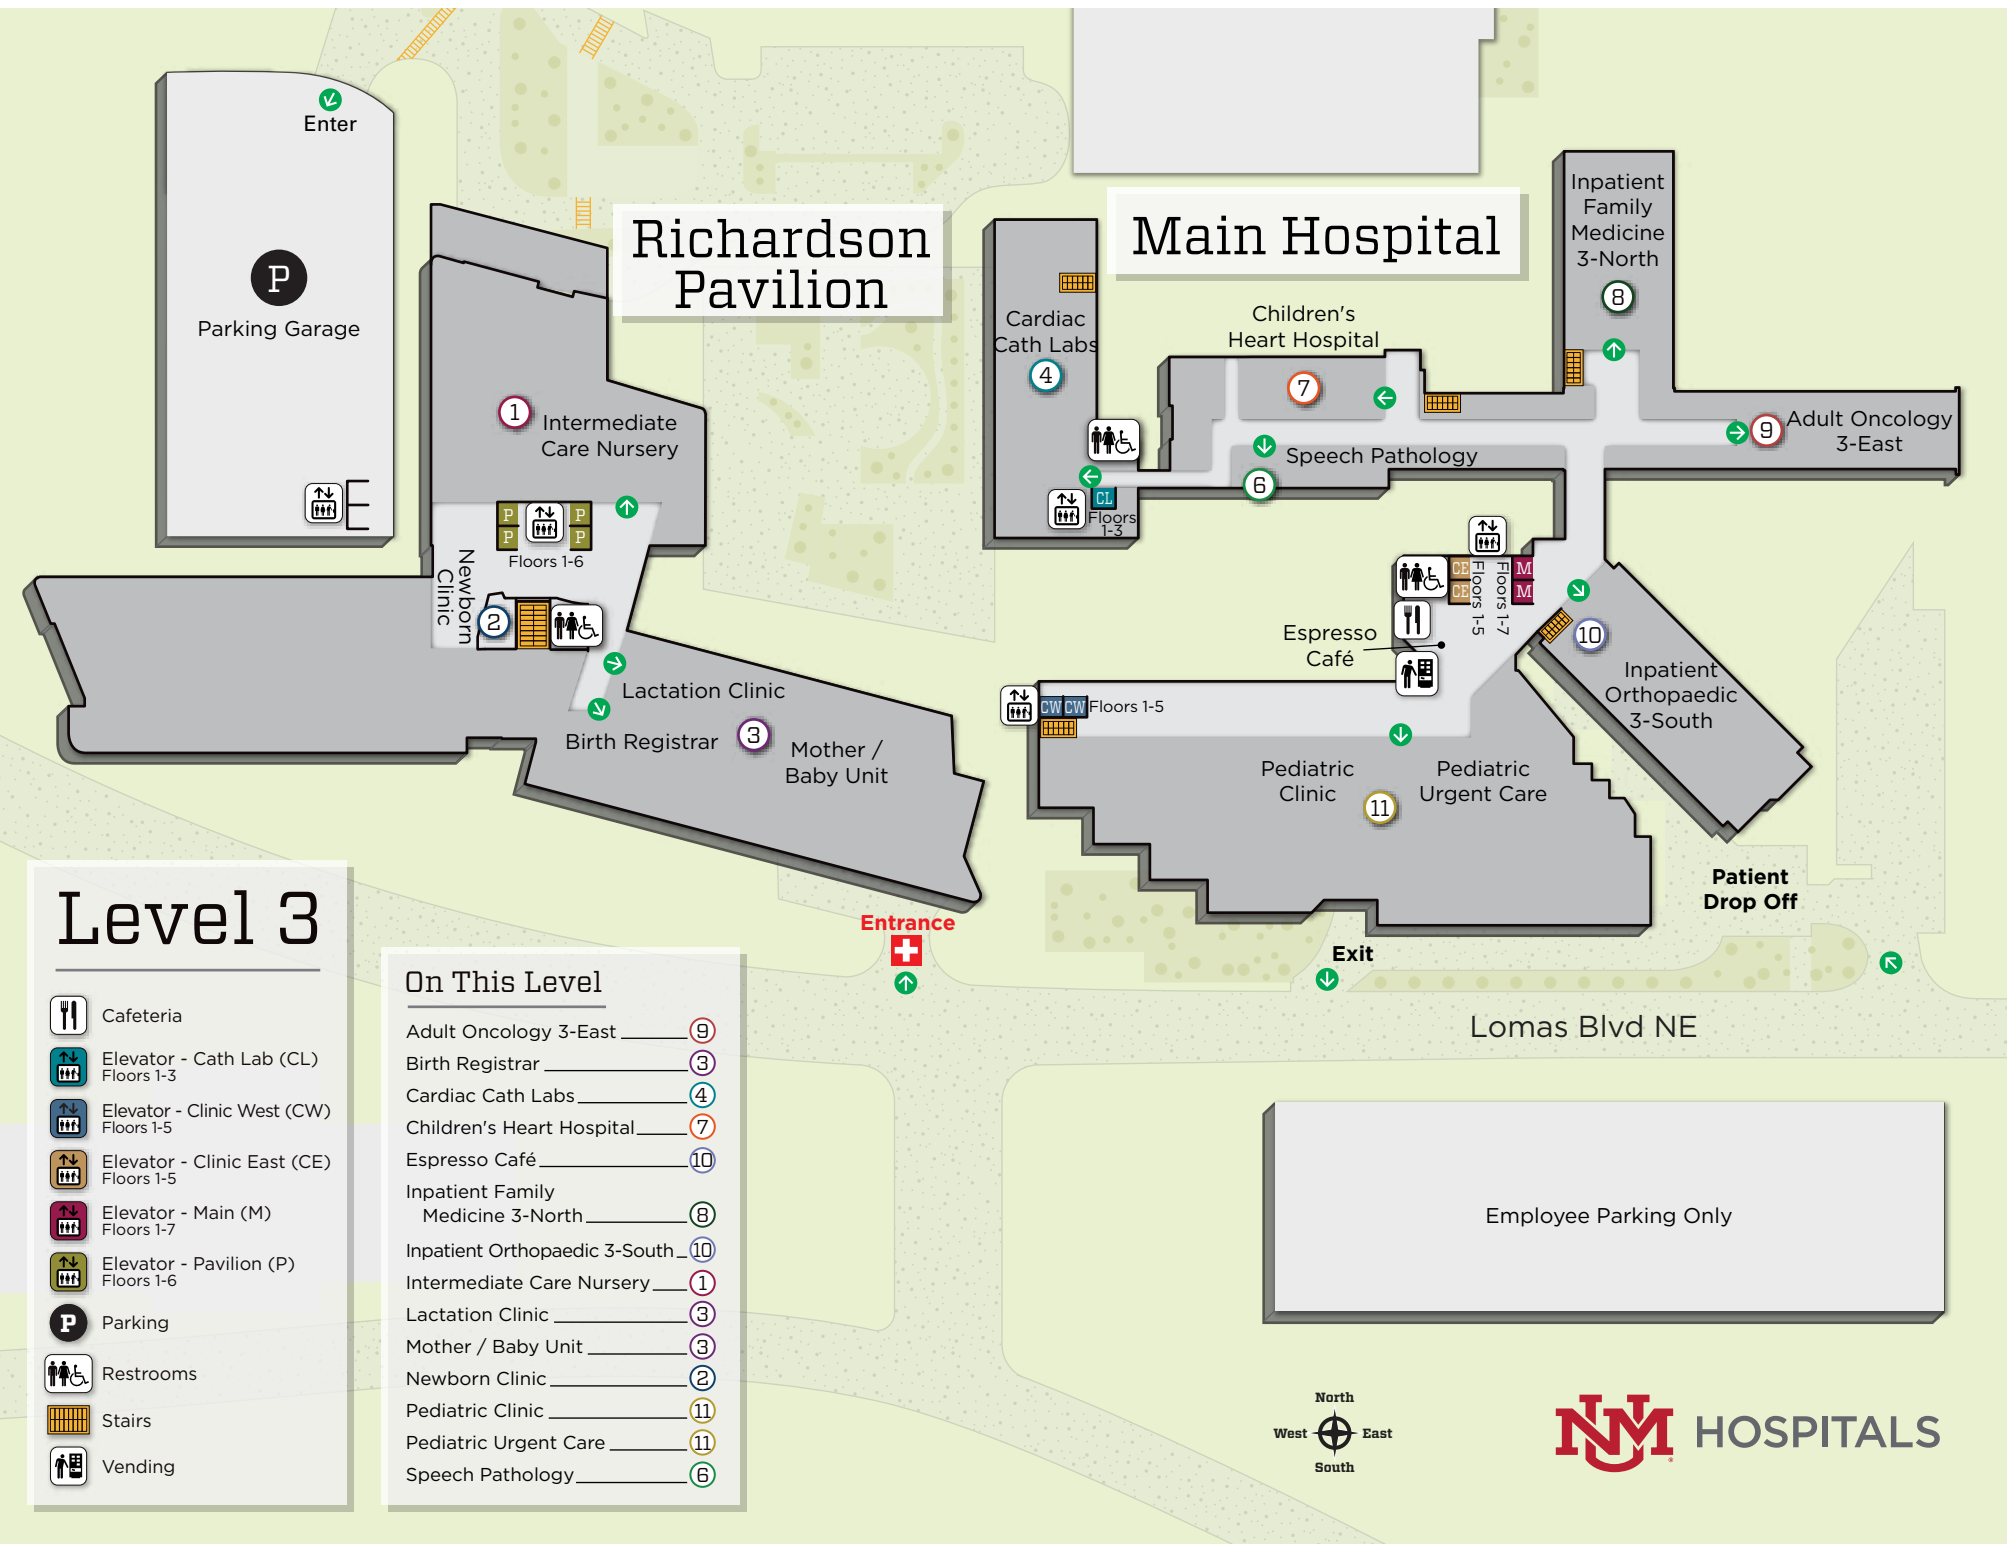 Enter
P
Parking Garage
Richardson
Pavilion
Main Hospital
Inpatient
Family
Medicine
3-North
8
Cardiac
Cath Labs
4
Children's
Heart Hospital
7
1
Intermediate
Care Nursery
Adult Oncology
3-East
9
Speech Pathology
6
CL
Floors
1-3
P
P
P
P
Floors 1-6
Newborn
Clinic
2
CE
CE
Floors 1-5
Floors 1-7
M
M
Espresso
Café
10
Inpatient
Orthopaedic
3-South
Lactation Clinic
Birth Registrar
3
Mother /
Baby Unit
CW
CW
Floors 1-5
Pediatric
Clinic
Pediatric
Urgent Care
11
Patient
Drop Off
Entrance
Exit
Lomas Blvd NE
Employee Parking Only
Level 3
Cafeteria
Elevator - Cath Lab (CL)
Floors 1-3
Elevator - Clinic West (CW)
Floors 1-5
Elevator - Clinic East (CE)
Floors 1-5
Elevator - Main (M)
Floors 1-7
Elevator - Pavilion (P)
Floors 1-6
P Parking
Restrooms
Stairs
Vending
On This Level
Adult Oncology 3-East 9
Birth Registrar 3
Cardiac Cath Labs 4
Children's Heart Hospital 7
Espresso Café 10
Inpatient Family
Medicine 3-North 8
Inpatient Orthopaedic 3-South 10
Intermediate Care Nursery 1
Lactation Clinic 3
Mother / Baby Unit 3
Newborn Clinic 2
Pediatric Clinic 11
Pediatric Urgent Care 11
Speech Pathology 6
North
West East
South
NM HOSPITALS